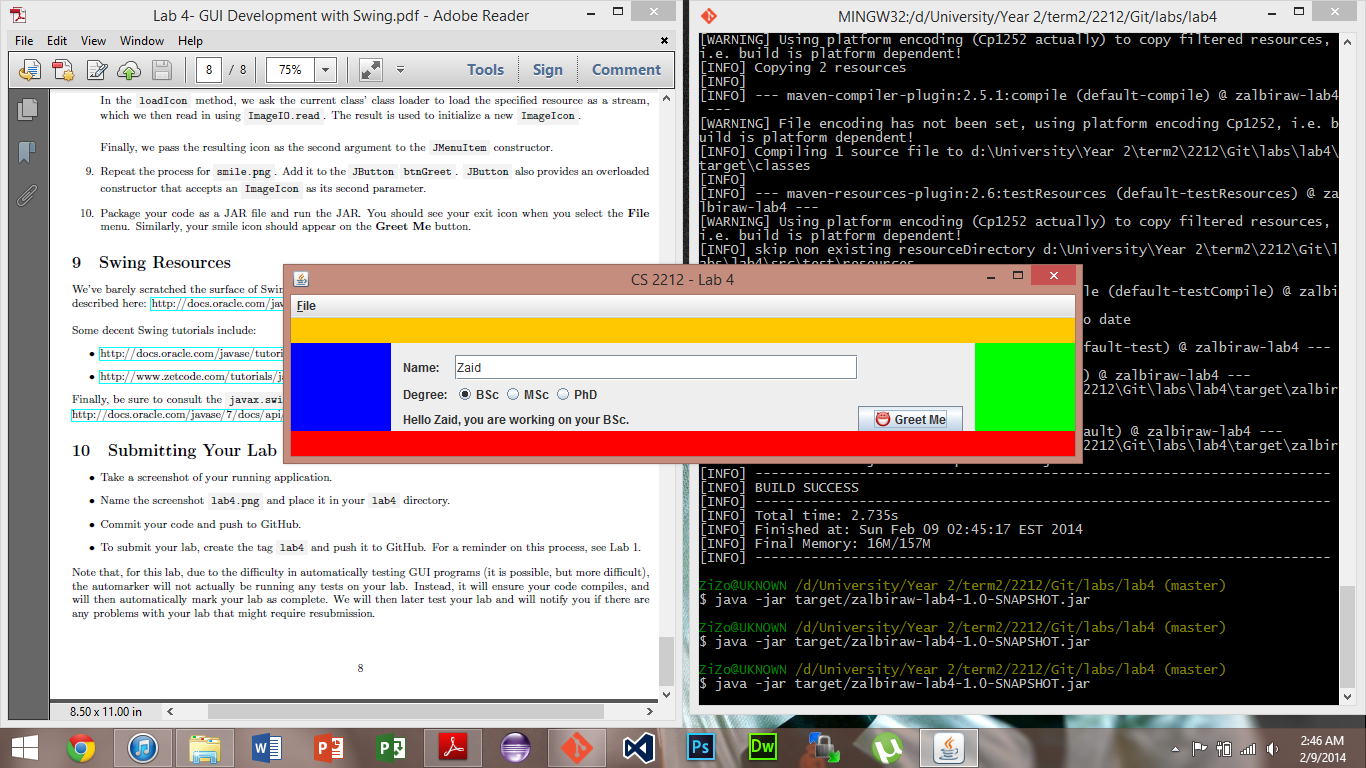 Lab 4- GUI Development with Swing.pdf - Adobe Reader
File Edit View Window Help
8 / 8 75% Tools Sign Comment
In the loadIcon method, we ask the current class' class loader to load the specified resource as a stream,
which we then read in using ImageIO.read. The result is used to initialize a new ImageIcon.
Finally, we pass the resulting icon as the second argument to the JMenuItem constructor.
9. Repeat the process for smile.png. Add it to the JButton btnGreet. JButton also provides an overloaded
constructor that accepts an ImageIcon as its second parameter.
10. Package your code as a JAR file and run the JAR. You should see your exit icon when you select the File
menu. Similarly, your smile icon should appear on the Greet Me button.
9 Swing Resources
We've barely scratched the surface of Swin
described here: http://docs.oracle.com/jav
Some decent Swing tutorials include:
• http://docs.oracle.com/javase/tutori
• http://www.zetcode.com/tutorials/ja
Finally, be sure to consult the javax.swi
http://docs.oracle.com/javase/7/docs/api/
10 Submitting Your Lab
• Take a screenshot of your running application.
• Name the screenshot lab4.png and place it in your lab4 directory.
• Commit your code and push to GitHub.
• To submit your lab, create the tag lab4 and push it to GitHub. For a reminder on this process, see Lab 1.
Note that, for this lab, due to the difficulty in automatically testing GUI programs (it is possible, but more difficult),
the automarker will not actually be running any tests on your lab. Instead, it will ensure your code compiles, and
will then automatically mark your lab as complete. We will then later test your lab and will notify you if there are
any problems with your lab that might require resubmission.
8
8.50 x 11.00 in
CS 2212 - Lab 4
File
Name: Zaid
Degree: BSc MSc PhD
Hello Zaid, you are working on your BSc.
Greet Me
MINGW32:/d/University/Year 2/term2/2212/Git/labs/lab4
[WARNING] Using platform encoding (Cp1252 actually) to copy filtered resources,
i.e. build is platform dependent!
[INFO] Copying 2 resources
[INFO]
[INFO] --- maven-compiler-plugin:2.5.1:compile (default-compile) @ zalbiraw-lab4
---
[WARNING] File encoding has not been set, using platform encoding Cp1252, i.e. b
uild is platform dependent!
[INFO] Compiling 1 source file to d:\University\Year 2\term2\2212\Git\labs\lab4\
target\classes
[INFO]
[INFO] --- maven-resources-plugin:2.6:testResources (default-testResources) @ za
lbiraw-lab4 ---
[WARNING] Using platform encoding (Cp1252 actually) to copy filtered resources,
i.e. build is platform dependent!
[INFO] skip non existing resourceDirectory d:\University\Year 2\term2\2212\Git\l
abs\lab4\src\test\resources
le (default-testCompile) @ zalbi
o date
fault-test) @ zalbiraw-lab4 ---
) @ zalbiraw-lab4 ---
2212\Git\labs\lab4\target\zalbir
ault) @ zalbiraw-lab4 ---
2212\Git\labs\lab4\target\zalbir
[INFO] ------------------------------------------------------------------------
[INFO] BUILD SUCCESS
[INFO] ------------------------------------------------------------------------
[INFO] Total time: 2.735s
[INFO] Finished at: Sun Feb 09 02:45:17 EST 2014
[INFO] Final Memory: 16M/157M
[INFO] ------------------------------------------------------------------------
ZiZo@UKNOWN /d/University/Year 2/term2/2212/Git/labs/lab4 (master)
$ java -jar target/zalbiraw-lab4-1.0-SNAPSHOT.jar
ZiZo@UKNOWN /d/University/Year 2/term2/2212/Git/labs/lab4 (master)
$ java -jar target/zalbiraw-lab4-1.0-SNAPSHOT.jar
ZiZo@UKNOWN /d/University/Year 2/term2/2212/Git/labs/lab4 (master)
$ java -jar target/zalbiraw-lab4-1.0-SNAPSHOT.jar
Ps Dw
2:46 AM
2/9/2014